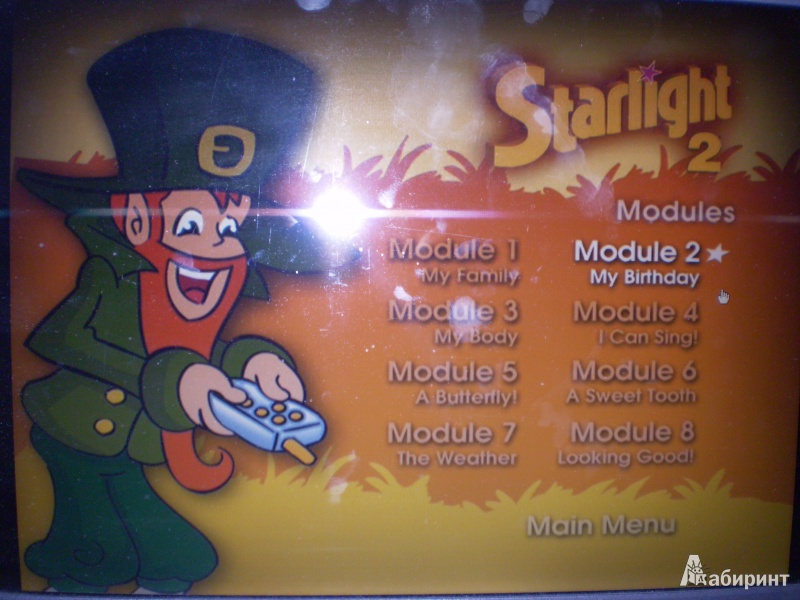 Starlight
2
Modules
Module 1
My Family
Module 2
My Birthday
Module 3
My Body
Module 4
I Can Sing!
Module 5
A Butterfly!
Module 6
A Sweet Tooth
Module 7
The Weather
Module 8
Looking Good!
Main Menu
Лабиринт